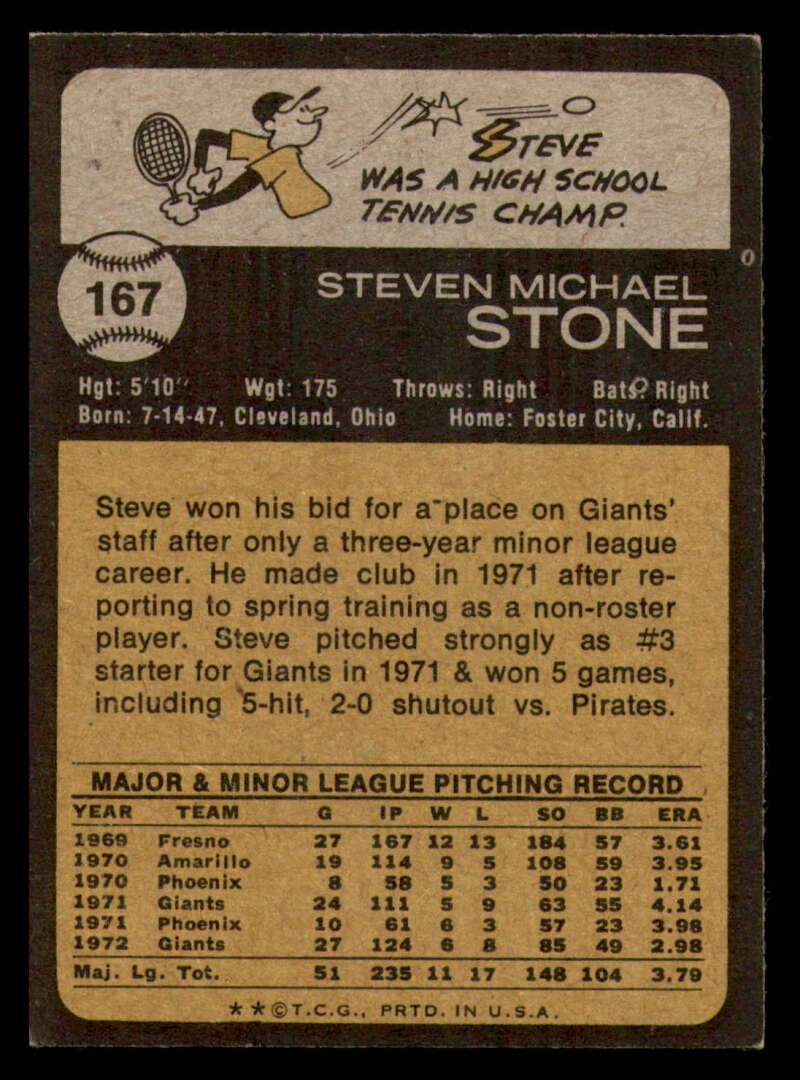 STEVE
WAS A HIGH SCHOOL
TENNIS CHAMP.
167
STEVEN MICHAEL
STONE
Hgt: 5'10" Wgt: 175 Throws: Right Bats: Right
Born: 7-14-47, Cleveland, Ohio Home: Foster City, Calif.
Steve won his bid for a place on Giants'
staff after only a three-year minor league
career. He made club in 1971 after re-
porting to spring training as a non-roster
player. Steve pitched strongly as #3
starter for Giants in 1971 & won 5 games,
including 5-hit, 2-0 shutout vs. Pirates.
MAJOR & MINOR LEAGUE PITCHING RECORD
YEAR TEAM G IP W L SO BB ERA
1969 Fresno 27 167 12 13 184 57 3.61
1970 Amarillo 19 114 9 5 108 59 3.95
1970 Phoenix 8 58 5 3 50 23 1.71
1971 Giants 24 111 5 9 63 55 4.14
1971 Phoenix 10 61 6 3 57 23 3.98
1972 Giants 27 124 6 8 85 49 2.98
Maj. Lg. Tot. 51 235 11 17 148 104 3.79
**©T.C.G., PRTD. IN U.S.A.